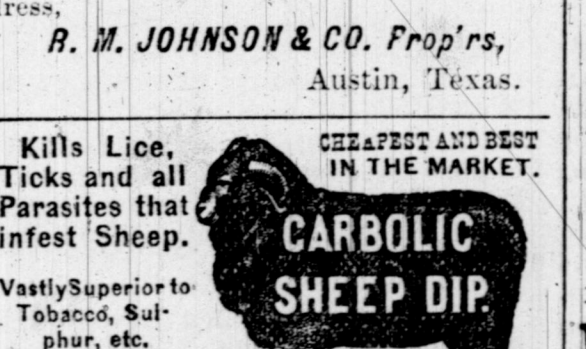 ress,
R. M. JOHNSON & CO. Prop'rs,
Austin, Texas.
Kills Lice,
Ticks and all
Parasites that
infest Sheep.
Vastly Superior to
Tobacco, Sul-
phur, etc.
CHEAPEST AND BEST
IN THE MARKET.
CARBOLIC
SHEEP DIP.